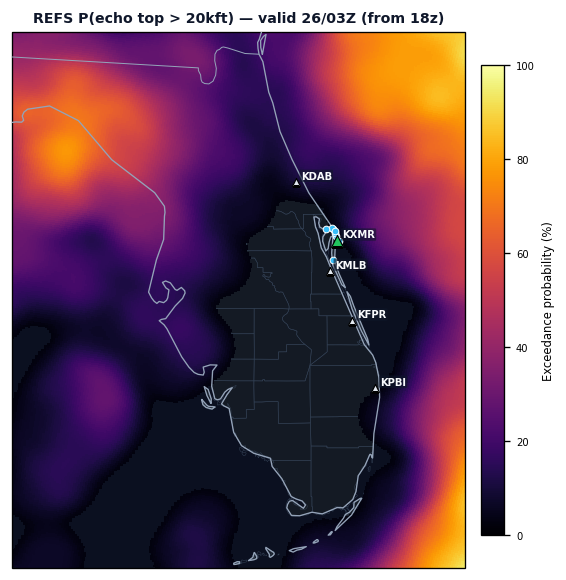 REFS P(echo top > 20kft) — valid 26/03Z (from 18z)
KDAB
KXMR
KMLB
KFPR
KPBI
100
80
60
40
20
0
Exceedance probability (%)